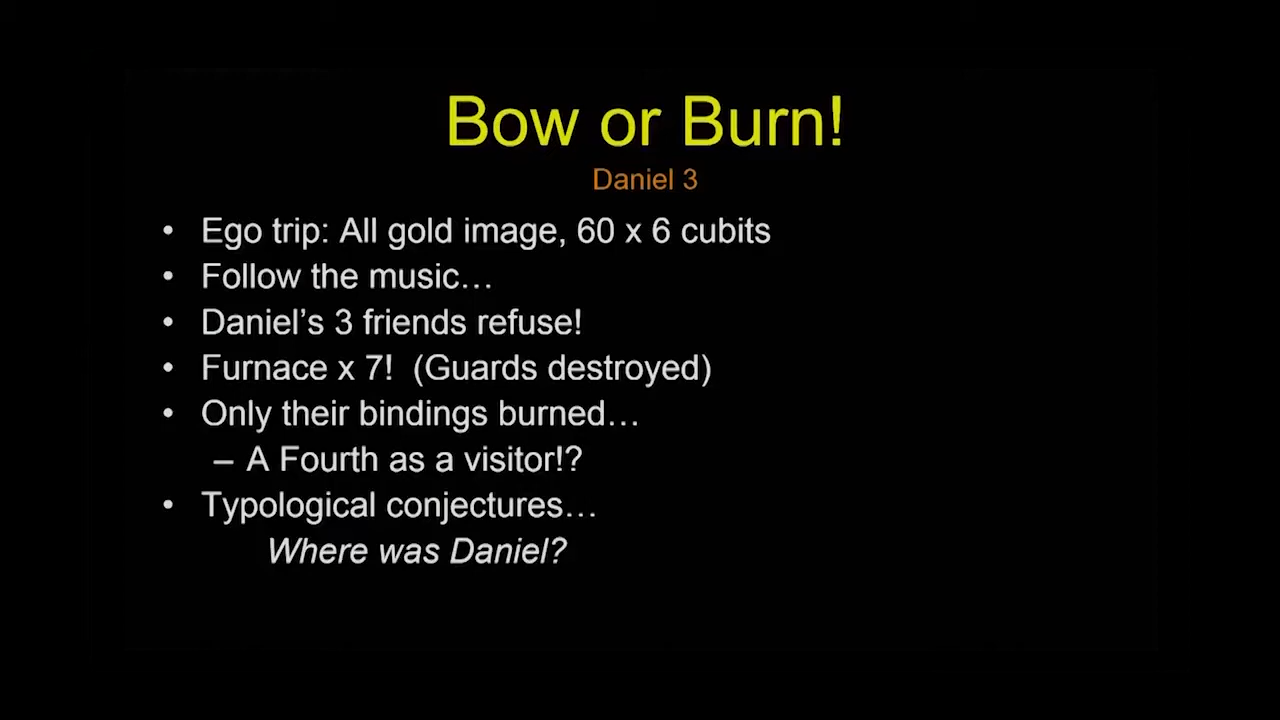 Bow or Burn!
Daniel 3
• Ego trip: All gold image, 60 x 6 cubits
• Follow the music…
• Daniel’s 3 friends refuse!
• Furnace x 7!  (Guards destroyed)
• Only their bindings burned…
– A Fourth as a visitor!?
• Typological conjectures…
Where was Daniel?